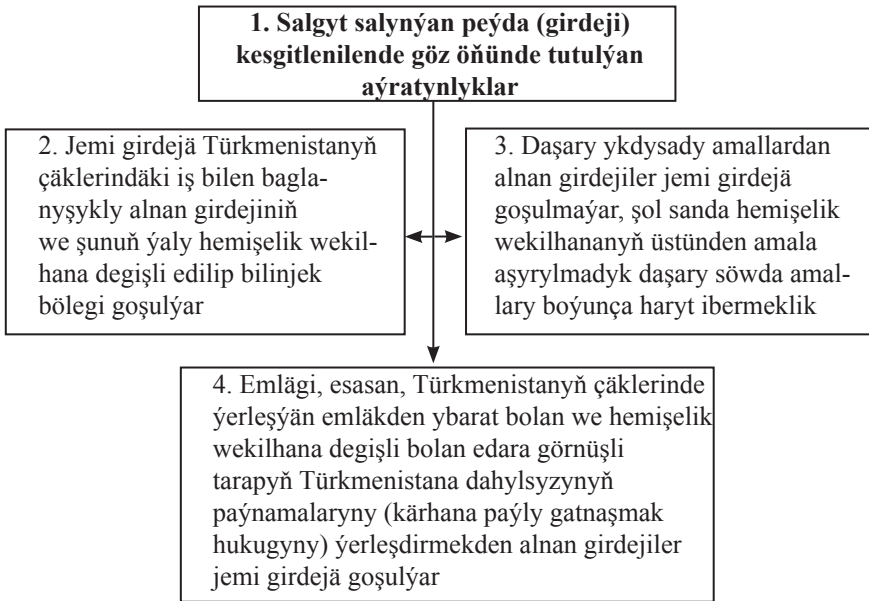 1. Salgyt salynýan peýda (girdeji)
kesgitlenilende göz öňünde tutulýan
aýratynlyklar
2. Jemi girdejä Türkmenistanyň
çäklerindäki iş bilen bagla-
nyşykly alnan girdejiniň
we şunuň ýaly hemişelik wekil-
hana degişli edilip bilinjek
bölegi goşulýar
3. Daşary ykdysady amallardan
alnan girdejiler jemi girdejä
goşulmaýar, şol sanda hemişelik
wekilhananyň üstünden amala
aşyrylmadyk daşary söwda amal-
lary boýunça haryt ibermeklik
4. Emlägi, esasan, Türkmenistanyň çäklerinde
ýerleşýän emläkden ybarat bolan we hemişelik
wekilhana degişli bolan edara görnüşli
tarapyň Türkmenistana dahylsyzynyň
paýnamalaryny (kärhana paýly gatnaşmak
hukugyny) ýerleşdirmekden alnan girdejiler
jemi girdejä goşulýar